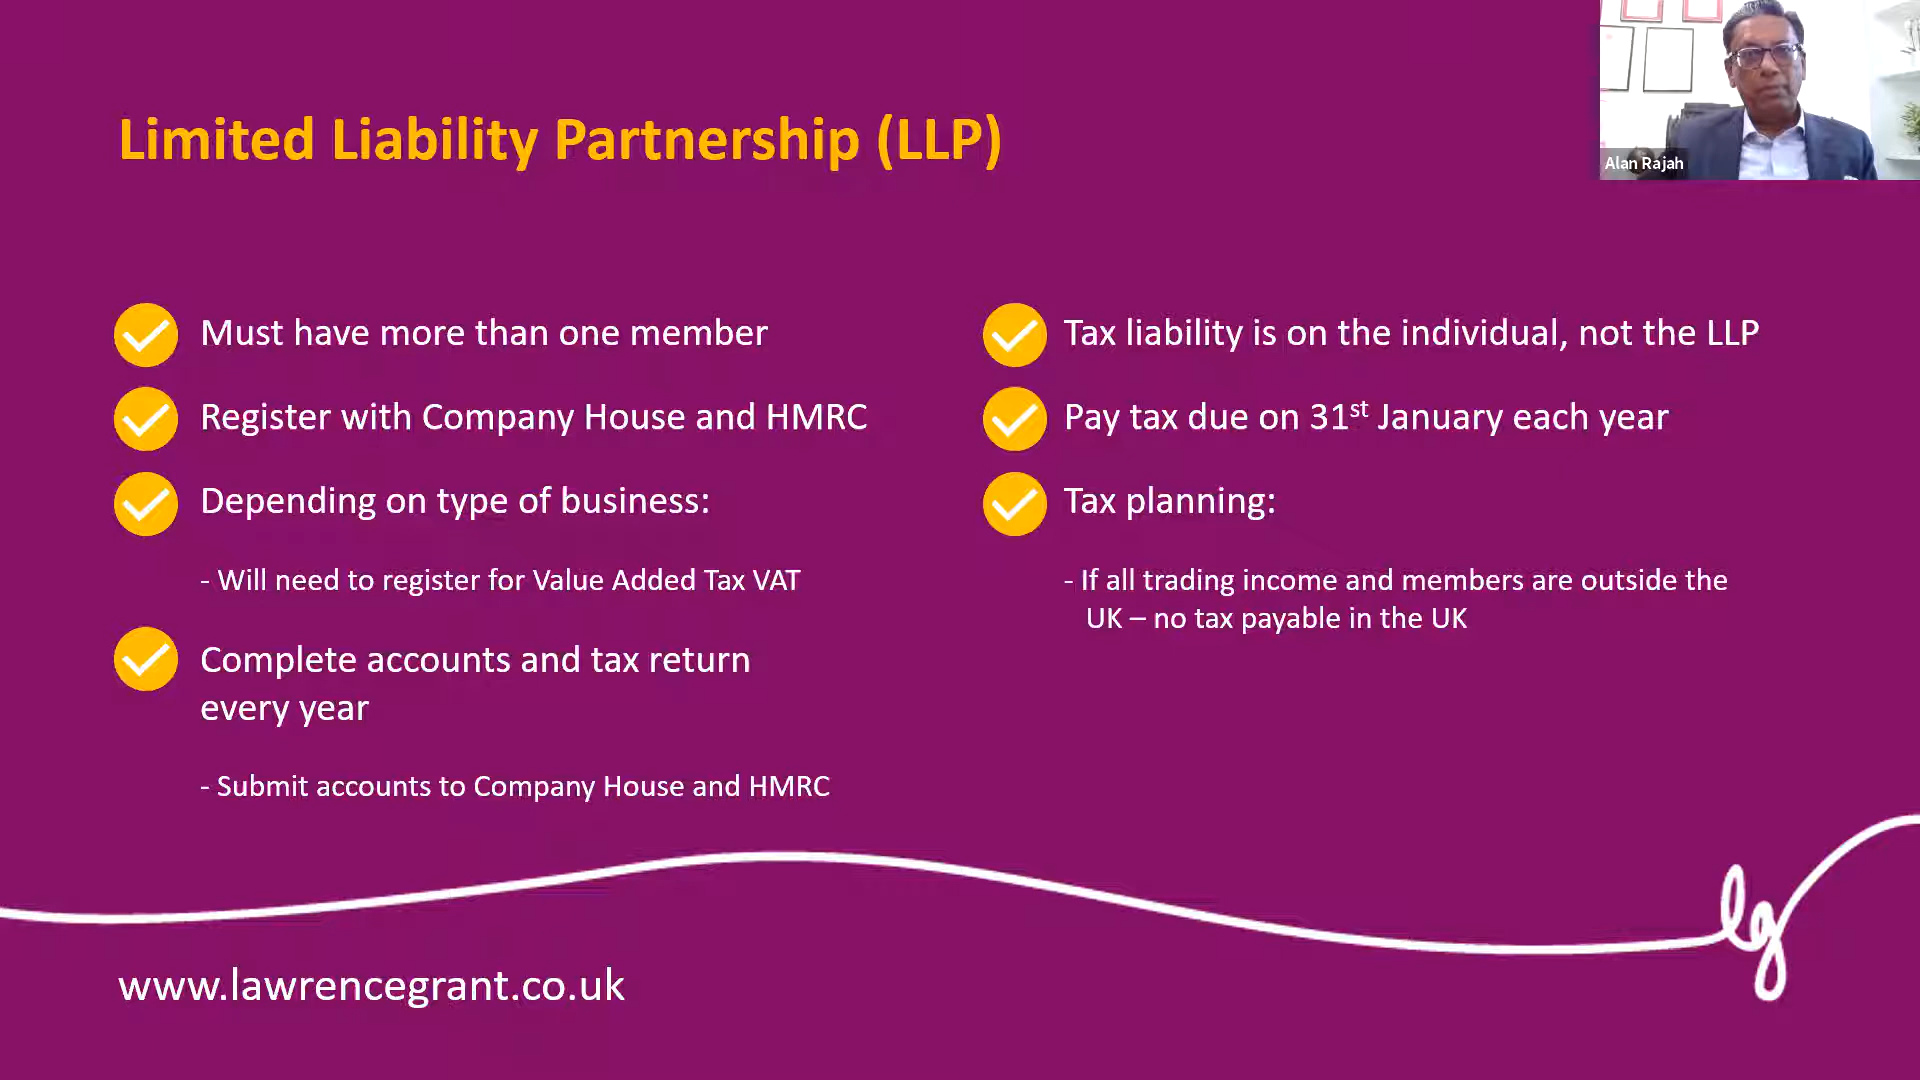 Limited Liability Partnership (LLP)
Alan Rajah
Must have more than one member
Register with Company House and HMRC
Depending on type of business:
- Will need to register for Value Added Tax VAT
Complete accounts and tax return
every year
- Submit accounts to Company House and HMRC
Tax liability is on the individual, not the LLP
Pay tax due on 31st January each year
Tax planning:
- If all trading income and members are outside the
UK – no tax payable in the UK
lg
www.lawrencegrant.co.uk